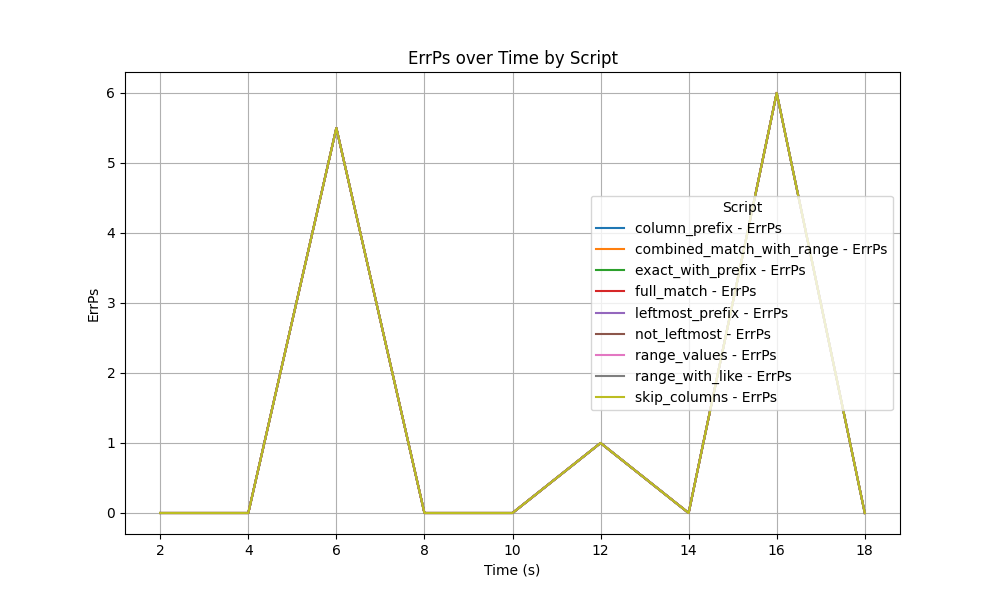 ErrPs over Time by Script
6
5
4
3
2
1
0
ErrPs
Script
column_prefix - ErrPs
combined_match_with_range - ErrPs
exact_with_prefix - ErrPs
full_match - ErrPs
leftmost_prefix - ErrPs
not_leftmost - ErrPs
range_values - ErrPs
range_with_like - ErrPs
skip_columns - ErrPs
2 4 6 8 10 12 14 16 18
Time (s)